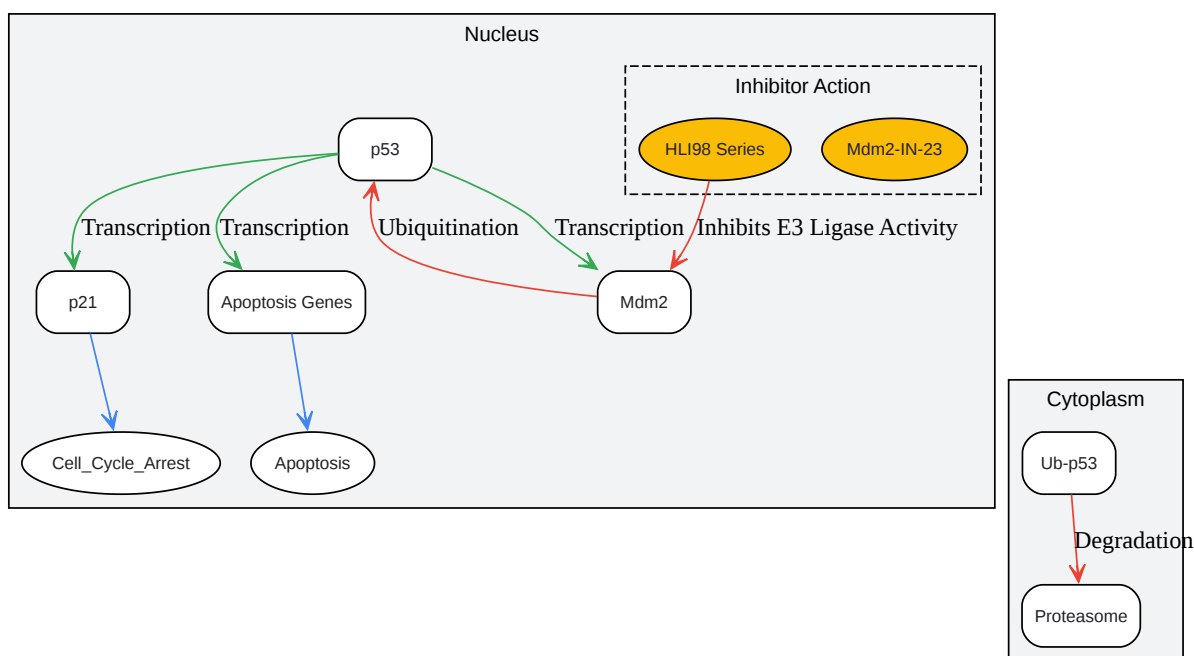 Nucleus
Inhibitor Action
p53
HLI98 Series
Mdm2-IN-23
Transcription
Transcription
Ubiquitination
Transcription
Inhibits E3 Ligase Activity
p21
Apoptosis Genes
Mdm2
Cytoplasm
Cell_Cycle_Arrest
Apoptosis
Ub-p53
Degradation
Proteasome